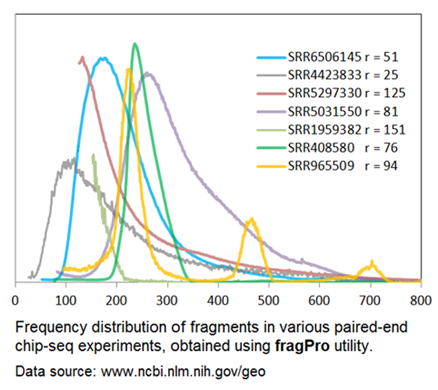 SRR6506145 r = 51
SRR4423833 r = 25
SRR5297330 r = 125
SRR5031550 r = 81
SRR1959382 r = 151
SRR408580 r = 76
SRR965509 r = 94
0 100 200 300 400 500 600 700 800
Frequency distribution of fragments in various paired-end
chip-seq experiments, obtained using fragPro utility.
Data source: www.ncbi.nlm.nih.gov/geo